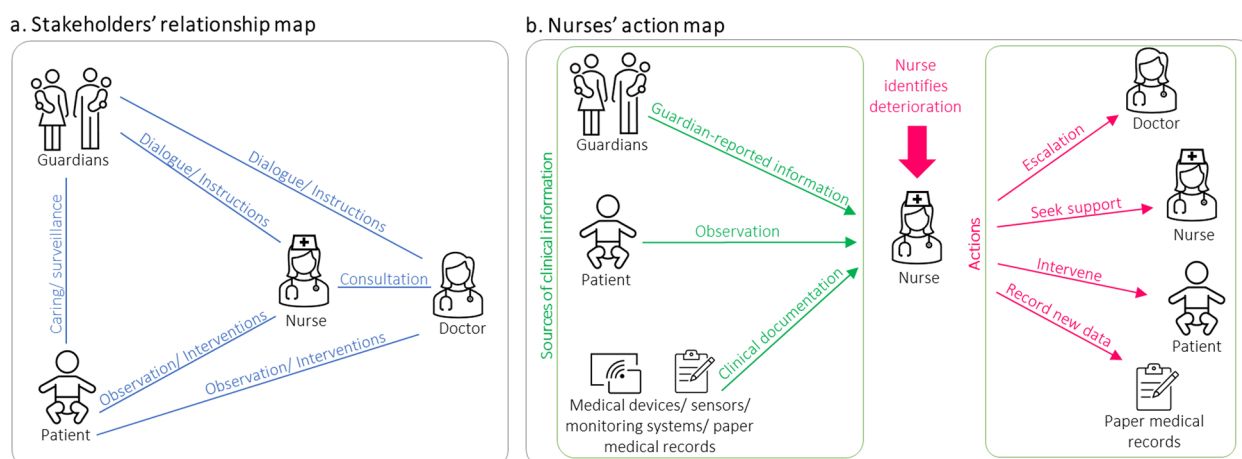 a. Stakeholders' relationship map
Guardians
Dialogue/ Instructions
Dialogue/ Instructions
Caring/ surveillance
Nurse
Consultation
Doctor
Observation/ Interventions
Observation/ Interventions
Patient
b. Nurses' action map
Sources of clinical information
Guardians
Guardian-reported information
Patient
Observation
Medical devices/ sensors/
monitoring systems/ paper
medical records
Clinical documentation
Nurse
identifies
deterioration
Nurse
Actions
Escalation
Doctor
Seek support
Nurse
Intervene
Patient
Record new data
Paper medical
records